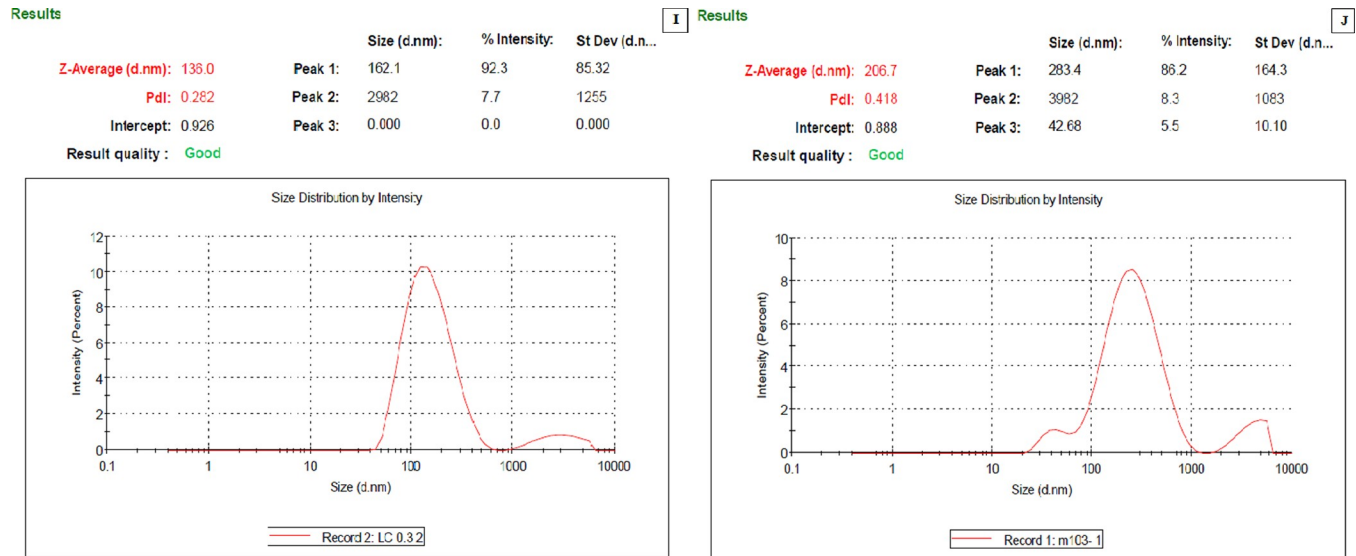 Results
I
Size (d.nm): % Intensity: St Dev (d.n...
Z-Average (d.nm): 136.0 Peak 1: 162.1 92.3 85.32
PdI: 0.282 Peak 2: 2982 7.7 1255
Intercept: 0.926 Peak 3: 0.000 0.0 0.000
Result quality : Good
Size Distribution by Intensity
Intensity (Percent)
12
10
8
6
4
2
0
0.1 1 10 100 1000 10000
Size (d.nm)
Record 2: LC 0.3 2
Results
J
Size (d.nm): % Intensity: St Dev (d.n...
Z-Average (d.nm): 206.7 Peak 1: 283.4 86.2 164.3
PdI: 0.418 Peak 2: 3982 8.3 1083
Intercept: 0.888 Peak 3: 42.68 5.5 10.10
Result quality : Good
Size Distribution by Intensity
Intensity (Percent)
10
8
6
4
2
0
0.1 1 10 100 1000 10000
Size (d.nm)
Record 1: m103- 1